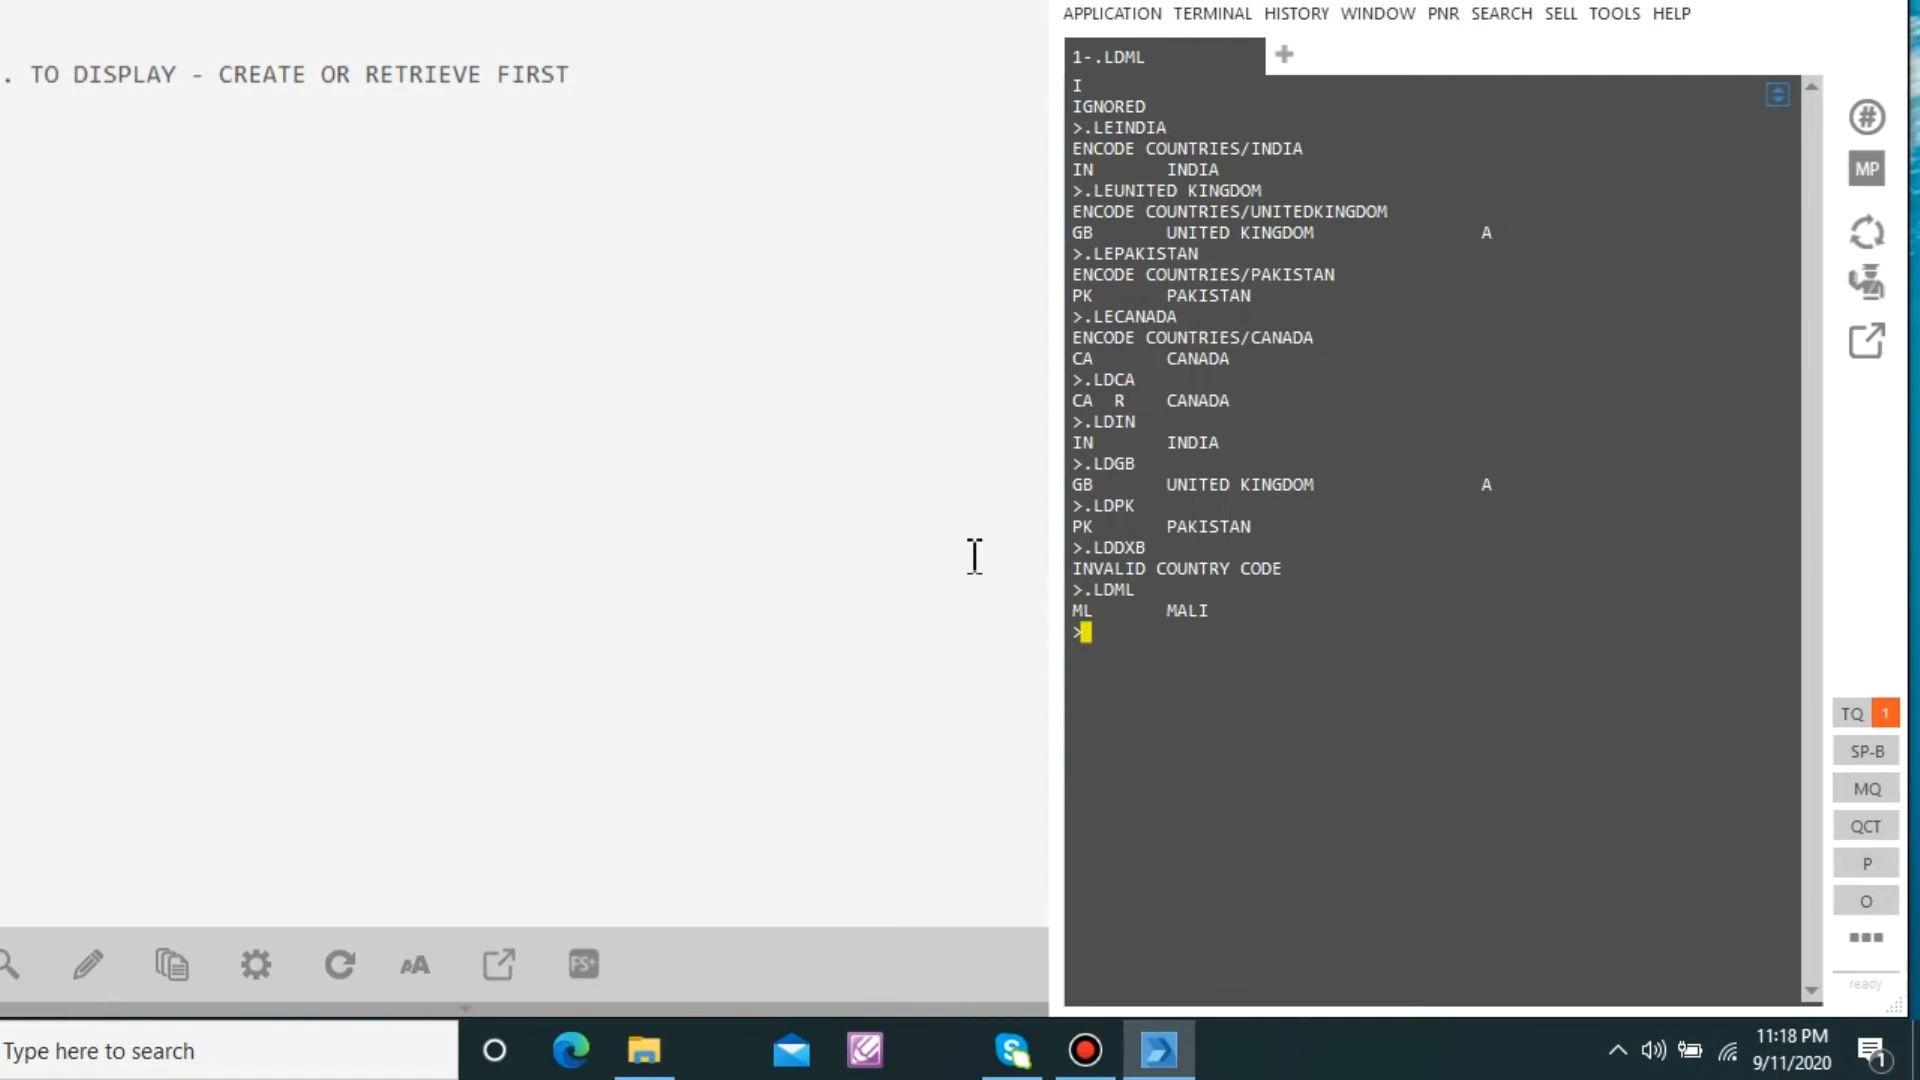 APPLICATION TERMINAL HISTORY WINDOW PNR SEARCH SELL TOOLS HELP
. TO DISPLAY - CREATE OR RETRIEVE FIRST
1-.LDML
I
IGNORED
>.LEINDIA
ENCODE COUNTRIES/INDIA
IN INDIA
>.LEUNITED KINGDOM
ENCODE COUNTRIES/UNITEDKINGDOM
GB UNITED KINGDOM A
>.LEPAKISTAN
ENCODE COUNTRIES/PAKISTAN
PK PAKISTAN
>.LECANADA
ENCODE COUNTRIES/CANADA
CA CANADA
>.LDCA
CA R CANADA
>.LDIN
IN INDIA
>.LDGB
GB UNITED KINGDOM A
>.LDPK
PK PAKISTAN
>.LDDXB
INVALID COUNTRY CODE
>.LDML
ML MALI
>
#
MP
TQ 1
SP-B
MQ
QCT
P
O
ready
AA
FS+
Type here to search
S
11:18 PM
9/11/2020
1